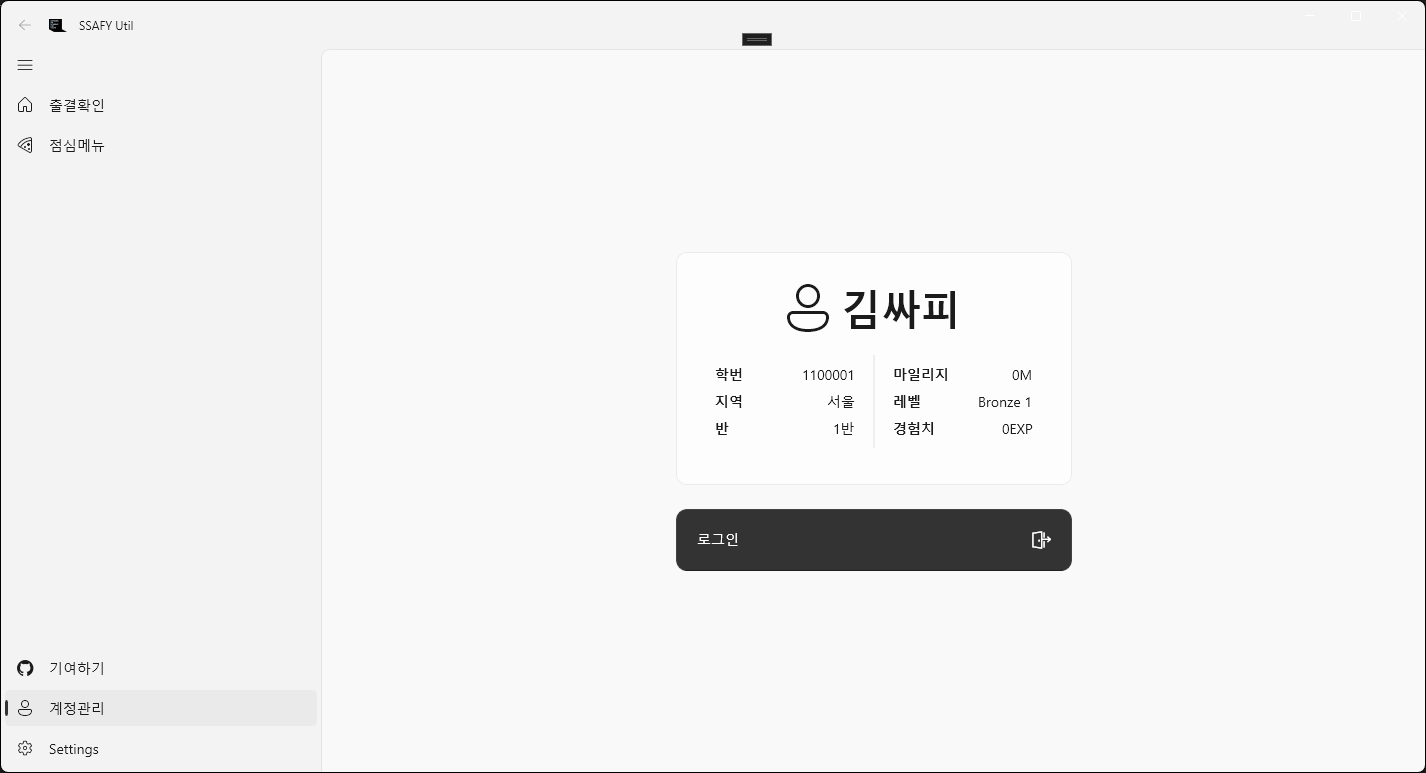 SSAFY Util
출결확인
점심메뉴
김싸피
학번 1100001 마일리지 0M
지역 서울 레벨 Bronze 1
반 1반 경험치 0EXP
로그인
기여하기
계정관리
Settings